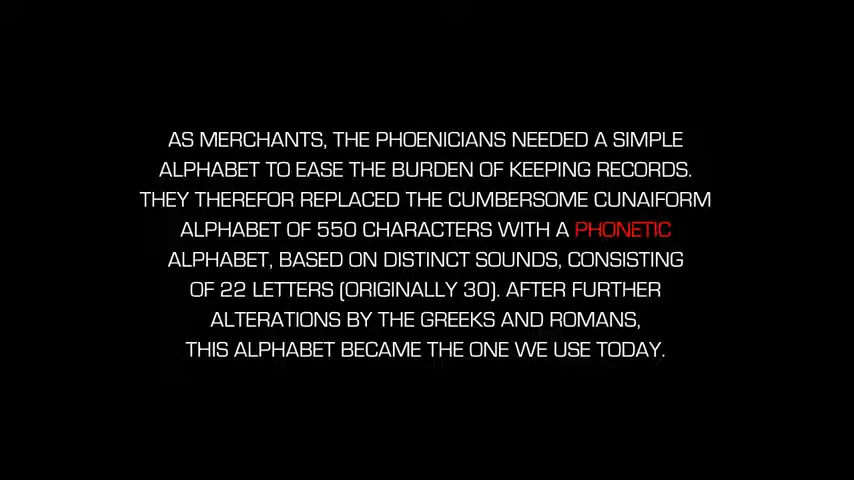 AS MERCHANTS, THE PHOENICIANS NEEDED A SIMPLE
ALPHABET TO EASE THE BURDEN OF KEEPING RECORDS.
THEY THEREFOR REPLACED THE CUMBERSOME CUNAIFORM
ALPHABET OF 550 CHARACTERS WITH A PHONETIC
ALPHABET, BASED ON DISTINCT SOUNDS, CONSISTING
OF 22 LETTERS (ORIGINALLY 30). AFTER FURTHER
ALTERATIONS BY THE GREEKS AND ROMANS,
THIS ALPHABET BECAME THE ONE WE USE TODAY.